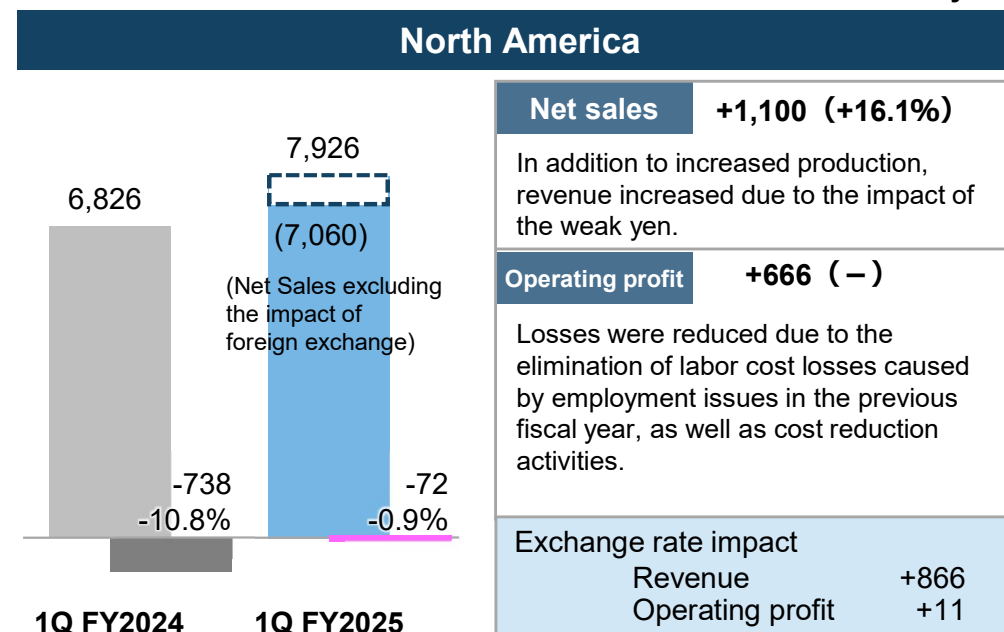 North America
6,826
7,926
(7,060)
(Net Sales excluding
the impact of
foreign exchange)
-738
-10.8%
-72
-0.9%
1Q FY2024
1Q FY2025
Net sales
+1,100（+16.1%）
In addition to increased production,
revenue increased due to the impact of
the weak yen.
Operating profit
+666（－）
Losses were reduced due to the
elimination of labor cost losses caused
by employment issues in the previous
fiscal year, as well as cost reduction
activities.
Exchange rate impact
Revenue +866
Operating profit +11